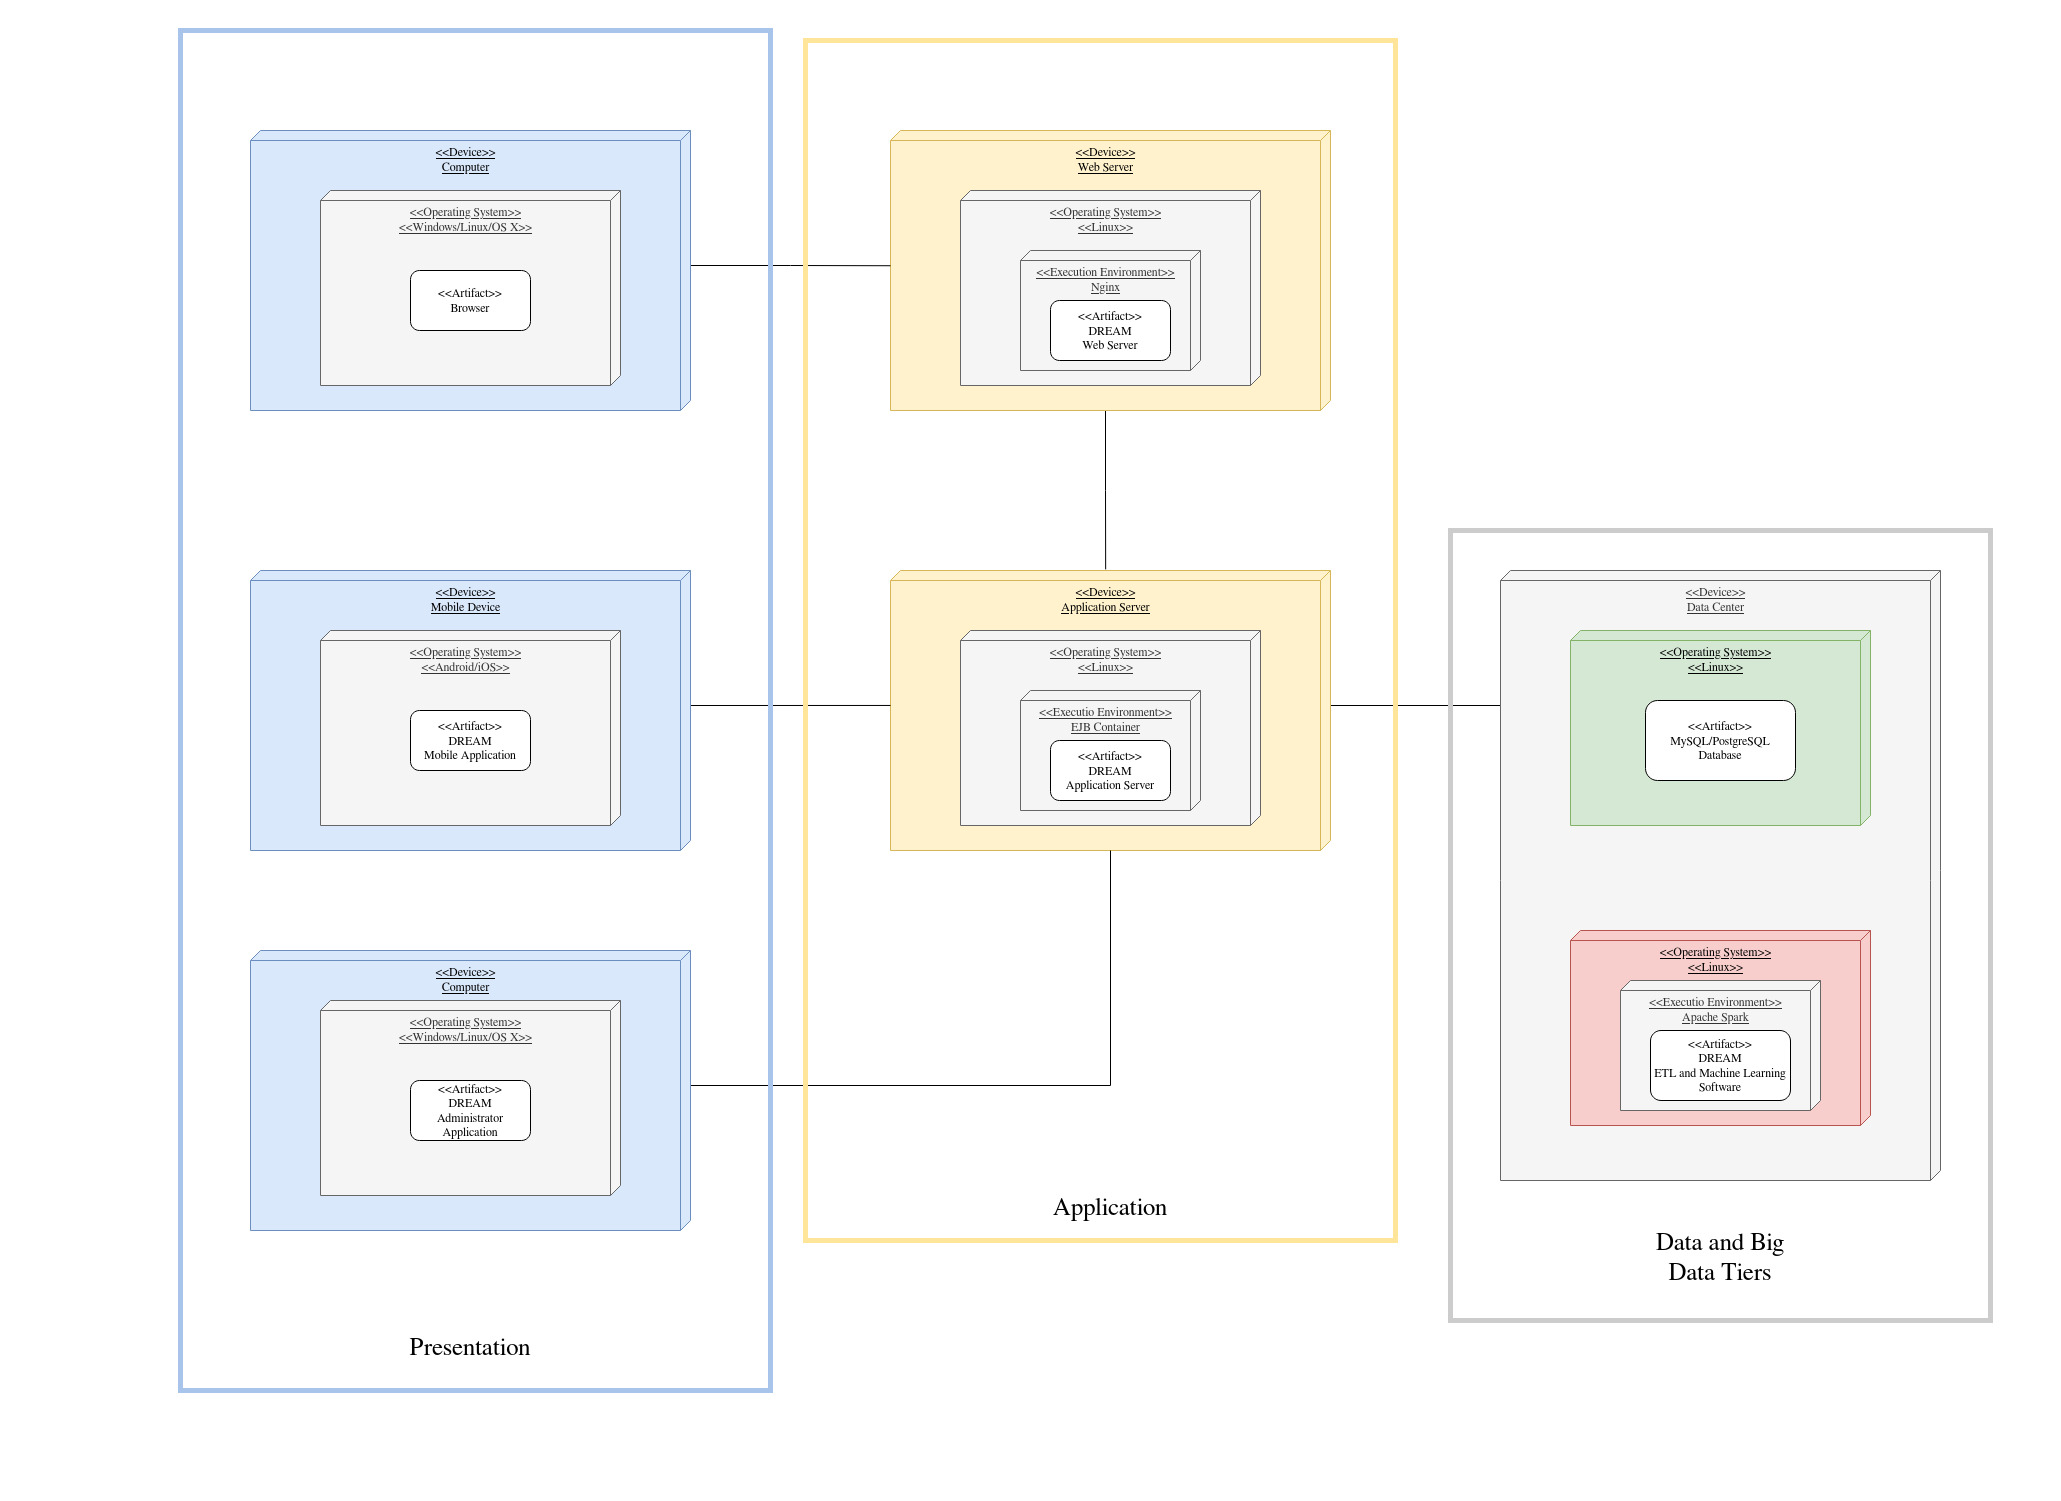 <<Device>>
Computer
<<Operating System>>
<<Windows/Linux/OS X>>
<<Artifact>>
Browser
<<Device>>
Mobile Device
<<Operating System>>
<<Android/iOS>>
<<Artifact>>
DREAM
Mobile Application
<<Device>>
Computer
<<Operating System>>
<<Windows/Linux/OS X>>
<<Artifact>>
DREAM
Administrator
Application
Presentation
<<Device>>
Web Server
<<Operating System>>
<<Linux>>
<<Execution Environment>>
Nginx
<<Artifact>>
DREAM
Web Server
<<Device>>
Application Server
<<Operating System>>
<<Linux>>
<<Executio Environment>>
EJB Container
<<Artifact>>
DREAM
Application Server
Application
<<Device>>
Data Center
<<Operating System>>
<<Linux>>
<<Artifact>>
MySQL/PostgreSQL
Database
<<Operating System>>
<<Linux>>
<<Executio Environment>>
Apache Spark
<<Artifact>>
DREAM
ETL and Machine Learning
Software
Data and Big
Data Tiers